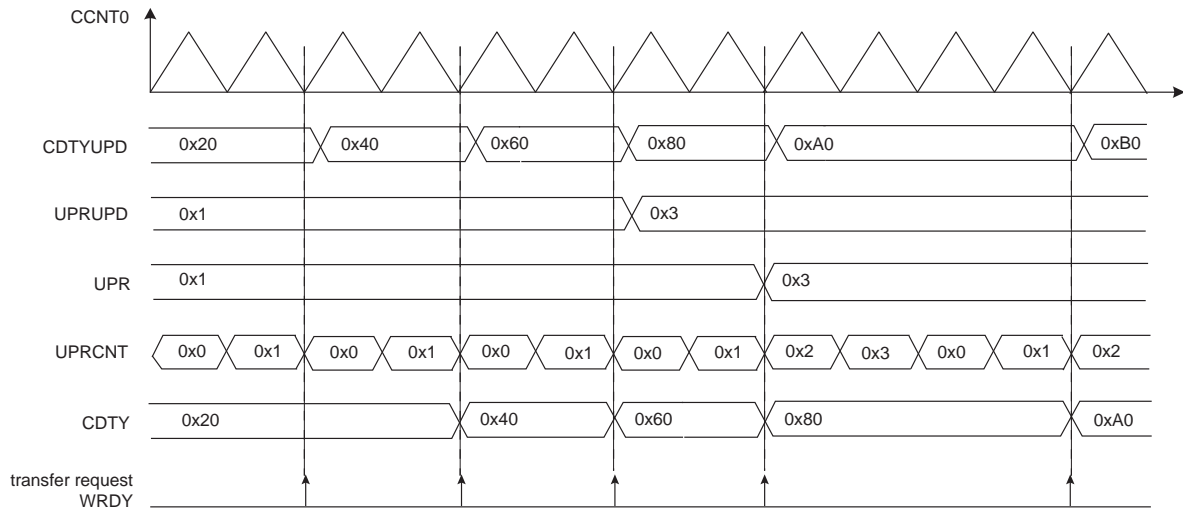 CCNT0
CDTYUPD 0x20 0x40 0x60 0x80 0xA0 0xB0
UPRUPD 0x1 0x3
UPR 0x1 0x3
UPRCNT 0x0 0x1 0x0 0x1 0x0 0x1 0x0 0x1 0x2 0x3 0x0 0x1 0x2
CDTY 0x20 0x40 0x60 0x80 0xA0
transfer request
WRDY